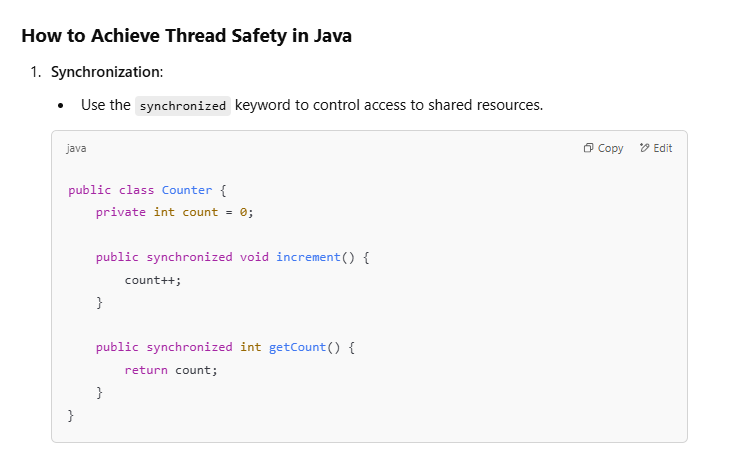 How to Achieve Thread Safety in Java
1. Synchronization:
• Use the synchronized keyword to control access to shared resources.
java Copy Edit
public class Counter {
    private int count = 0;
    public synchronized void increment() {
        count++;
    }
    public synchronized int getCount() {
        return count;
    }
}